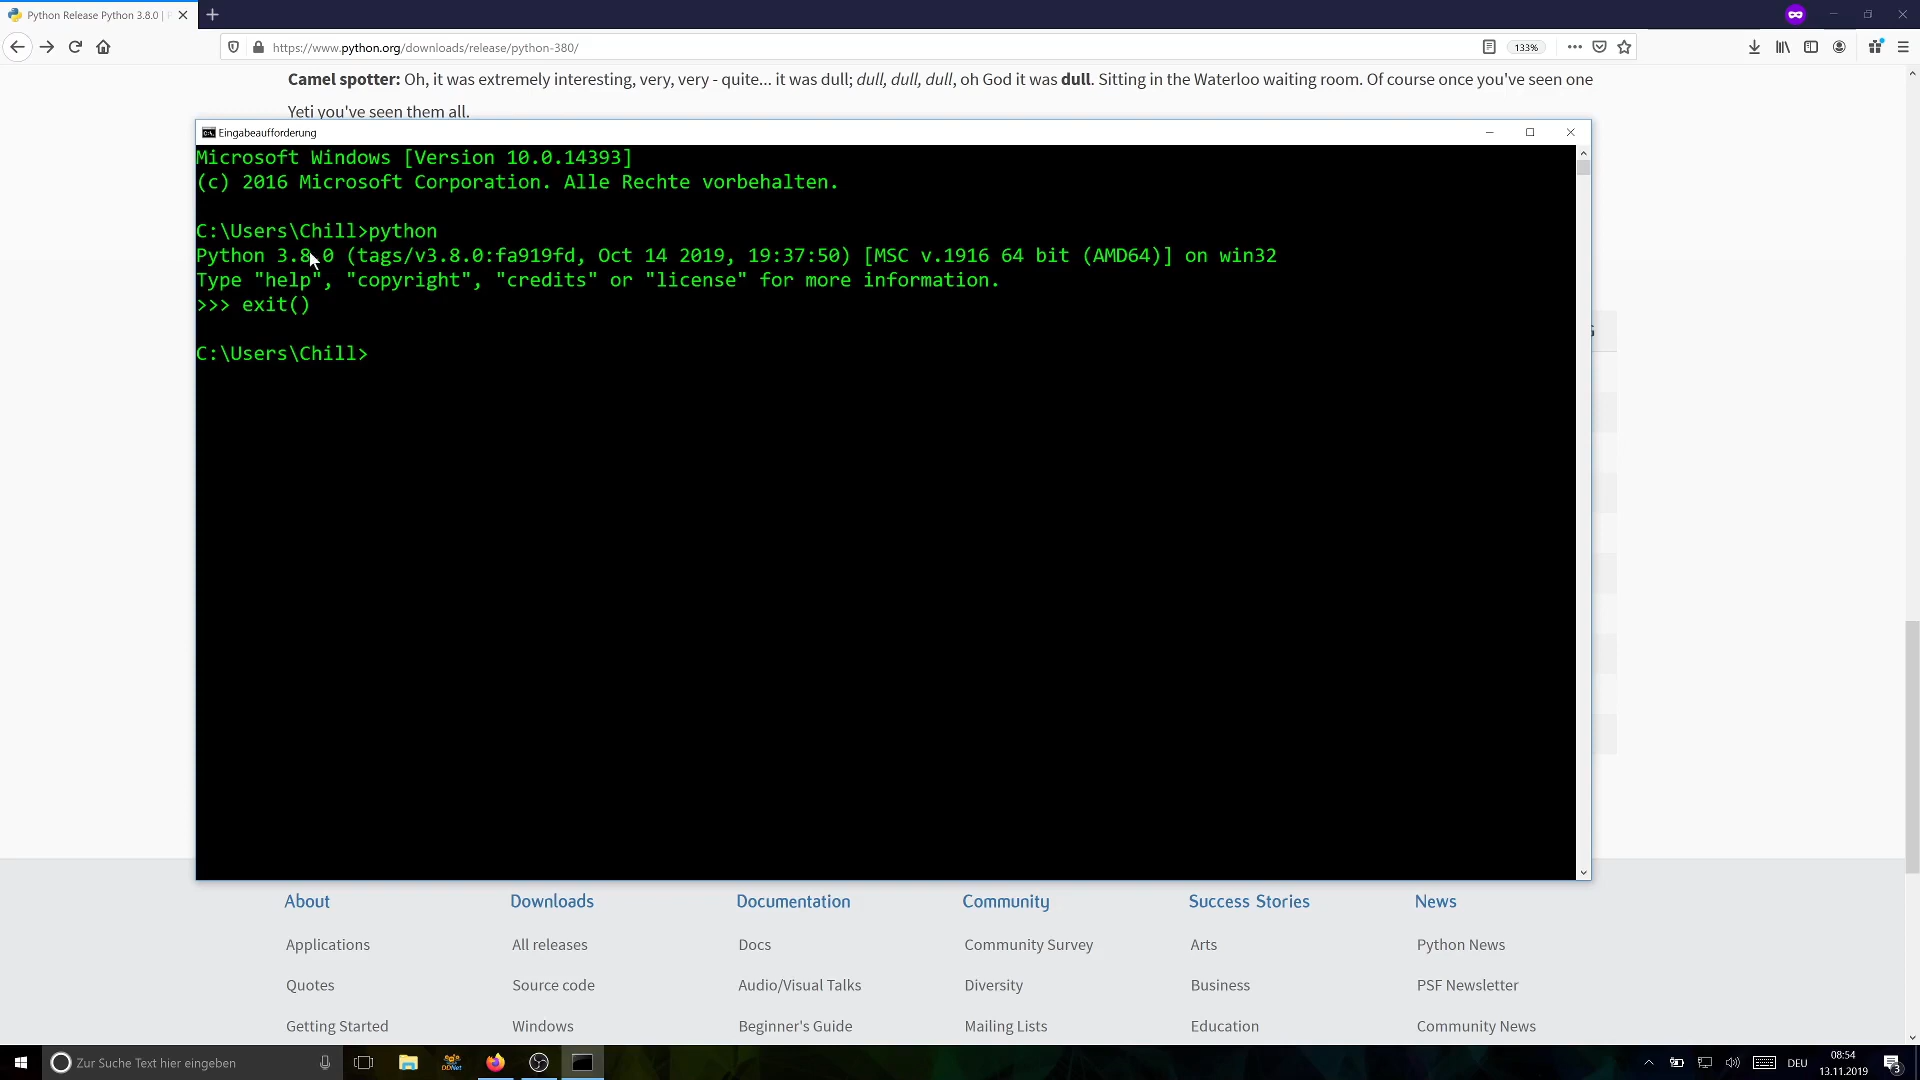 Python Release Python 3.8.0 |
https://www.python.org/downloads/release/python-380/
133%
Camel spotter: Oh, it was extremely interesting, very, very - quite... it was dull; dull, dull, dull, oh God it was dull. Sitting in the Waterloo waiting room. Of course once you've seen one
Yeti you've seen them all.
Eingabeaufforderung
Microsoft Windows [Version 10.0.14393]
(c) 2016 Microsoft Corporation. Alle Rechte vorbehalten.
C:\Users\Chill>python
Python 3.8.0 (tags/v3.8.0:fa919fd, Oct 14 2019, 19:37:50) [MSC v.1916 64 bit (AMD64)] on win32
Type "help", "copyright", "credits" or "license" for more information.
>>> exit()
C:\Users\Chill>
About Downloads Documentation Community Success Stories News
Applications All releases Docs Community Survey Arts Python News
Quotes Source code Audio/Visual Talks Diversity Business PSF Newsletter
Getting Started Windows Beginner's Guide Mailing Lists Education Community News
Zur Suche Text hier eingeben
DDNet
DEU
08:54
13.11.2019
3